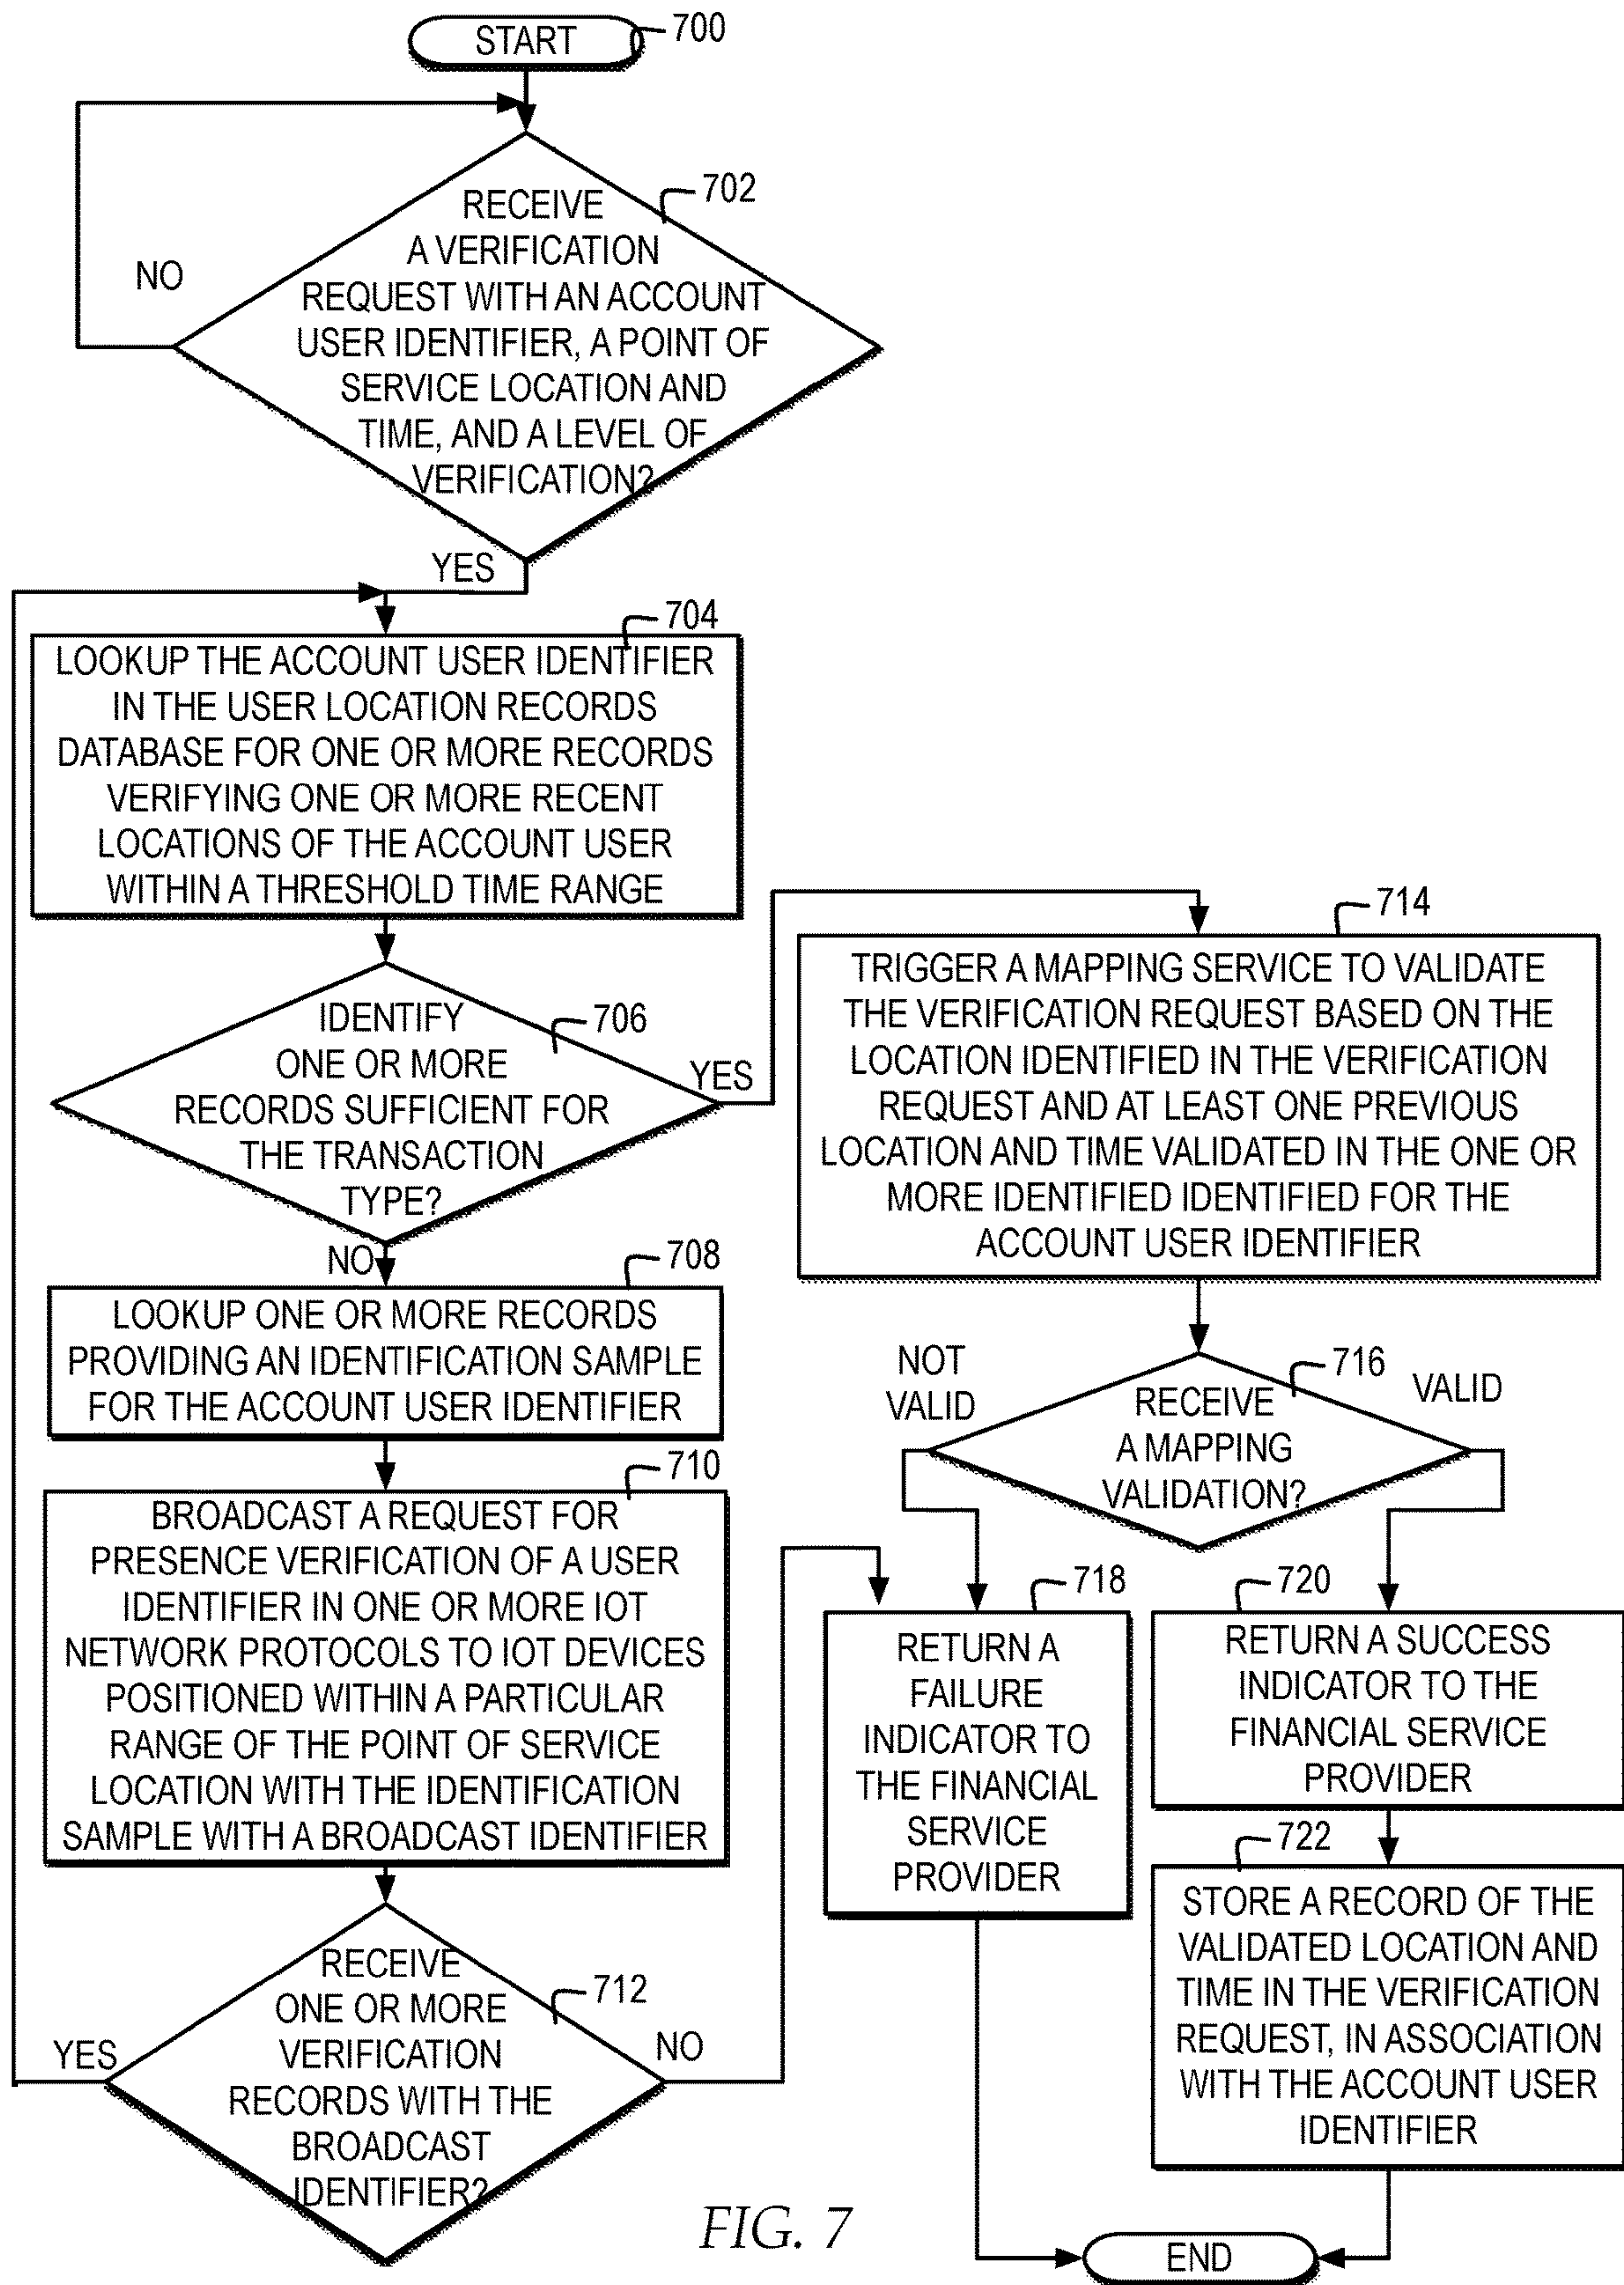 START
700
702
RECEIVE
A VERIFICATION
REQUEST WITH AN ACCOUNT
USER IDENTIFIER, A POINT OF
SERVICE LOCATION AND
TIME, AND A LEVEL OF
VERIFICATION?
NO
YES
704
LOOKUP THE ACCOUNT USER IDENTIFIER
IN THE USER LOCATION RECORDS
DATABASE FOR ONE OR MORE RECORDS
VERIFYING ONE OR MORE RECENT
LOCATIONS OF THE ACCOUNT USER
WITHIN A THRESHOLD TIME RANGE
706
IDENTIFY
ONE OR MORE
RECORDS SUFFICIENT FOR
THE TRANSACTION
TYPE?
YES
NO
708
LOOKUP ONE OR MORE RECORDS
PROVIDING AN IDENTIFICATION SAMPLE
FOR THE ACCOUNT USER IDENTIFIER
710
BROADCAST A REQUEST FOR
PRESENCE VERIFICATION OF A USER
IDENTIFIER IN ONE OR MORE IOT
NETWORK PROTOCOLS TO IOT DEVICES
POSITIONED WITHIN A PARTICULAR
RANGE OF THE POINT OF SERVICE
LOCATION WITH THE IDENTIFICATION
SAMPLE WITH A BROADCAST IDENTIFIER
712
RECEIVE
ONE OR MORE
VERIFICATION
RECORDS WITH THE
BROADCAST
IDENTIFIER?
YES
NO
714
TRIGGER A MAPPING SERVICE TO VALIDATE
THE VERIFICATION REQUEST BASED ON THE
LOCATION IDENTIFIED IN THE VERIFICATION
REQUEST AND AT LEAST ONE PREVIOUS
LOCATION AND TIME VALIDATED IN THE ONE OR
MORE IDENTIFIED IDENTIFIED FOR THE
ACCOUNT USER IDENTIFIER
716
RECEIVE
A MAPPING
VALIDATION?
NOT
VALID
VALID
718
RETURN A
FAILURE
INDICATOR TO
THE FINANCIAL
SERVICE
PROVIDER
720
RETURN A SUCCESS
INDICATOR TO THE
FINANCIAL SERVICE
PROVIDER
722
STORE A RECORD OF THE
VALIDATED LOCATION AND
TIME IN THE VERIFICATION
REQUEST, IN ASSOCIATION
WITH THE ACCOUNT USER
IDENTIFIER
END
FIG. 7